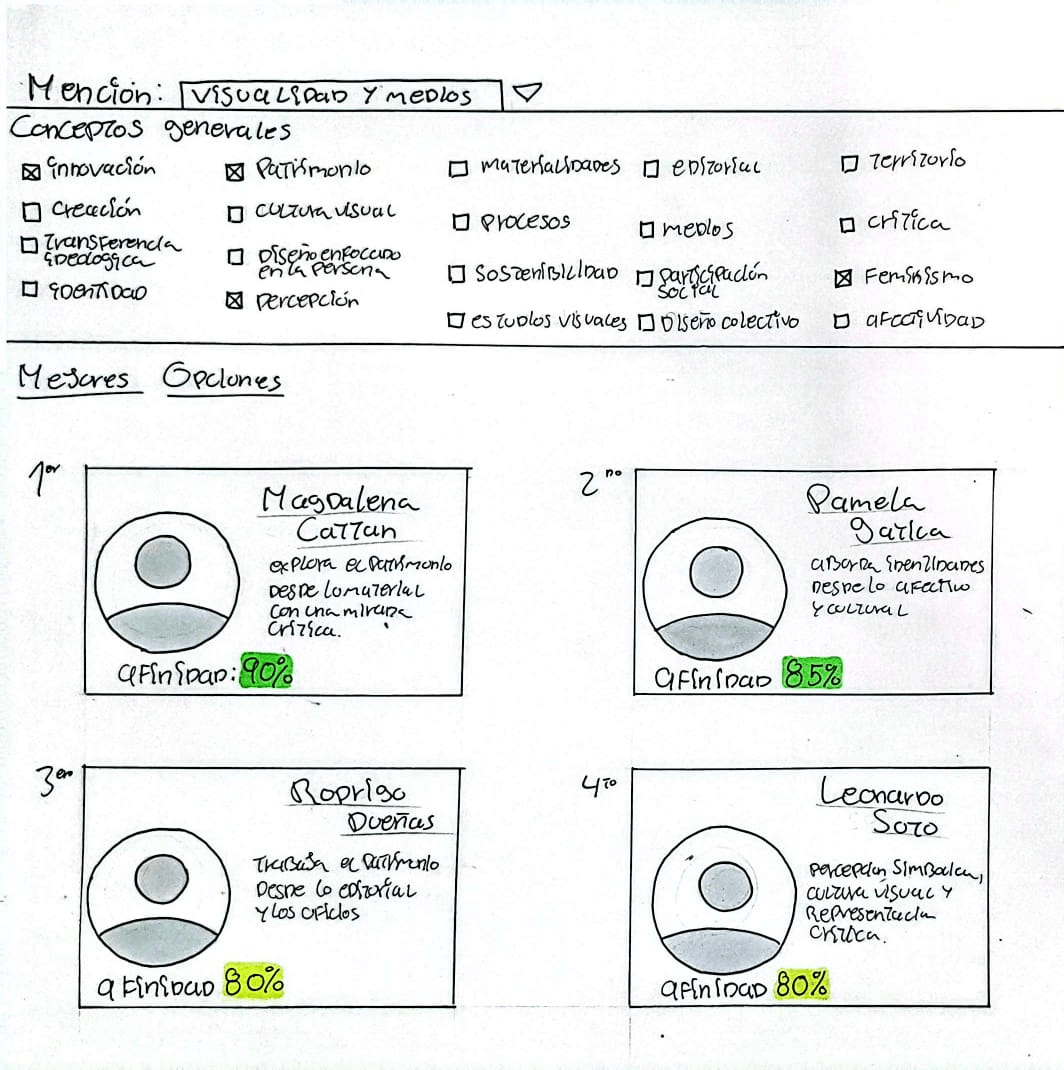 Mención: Visualidad y medios
Conceptos generales
innovación
Patrimonio
materialidades
editorial
territorio
Creación
cultura visual
procesos
medios
crítica
Transferencia
ideológica
Diseño enfocado
en la persona
sostenibilidad
participación
social
Feminismo
identidad
percepción
estudios visuales
Diseño colectivo
afectividad
Mejores Opciones
1er
Magdalena
Cattan
explora el patrimonio
desde lo material
con una mirada
crítica.
afinidad: 90%
2do
Pamela
Gatica
aborda identidades
desde lo afectivo
y cultural
afinidad 85%
3er
Rodrigo
Dueñas
Trabaja el patrimonio
desde lo editorial
y los oficios
afinidad 80%
4to
Leonardo
Soto
percepción simbólica,
cultura visual y
Representación
crítica.
afinidad 80%